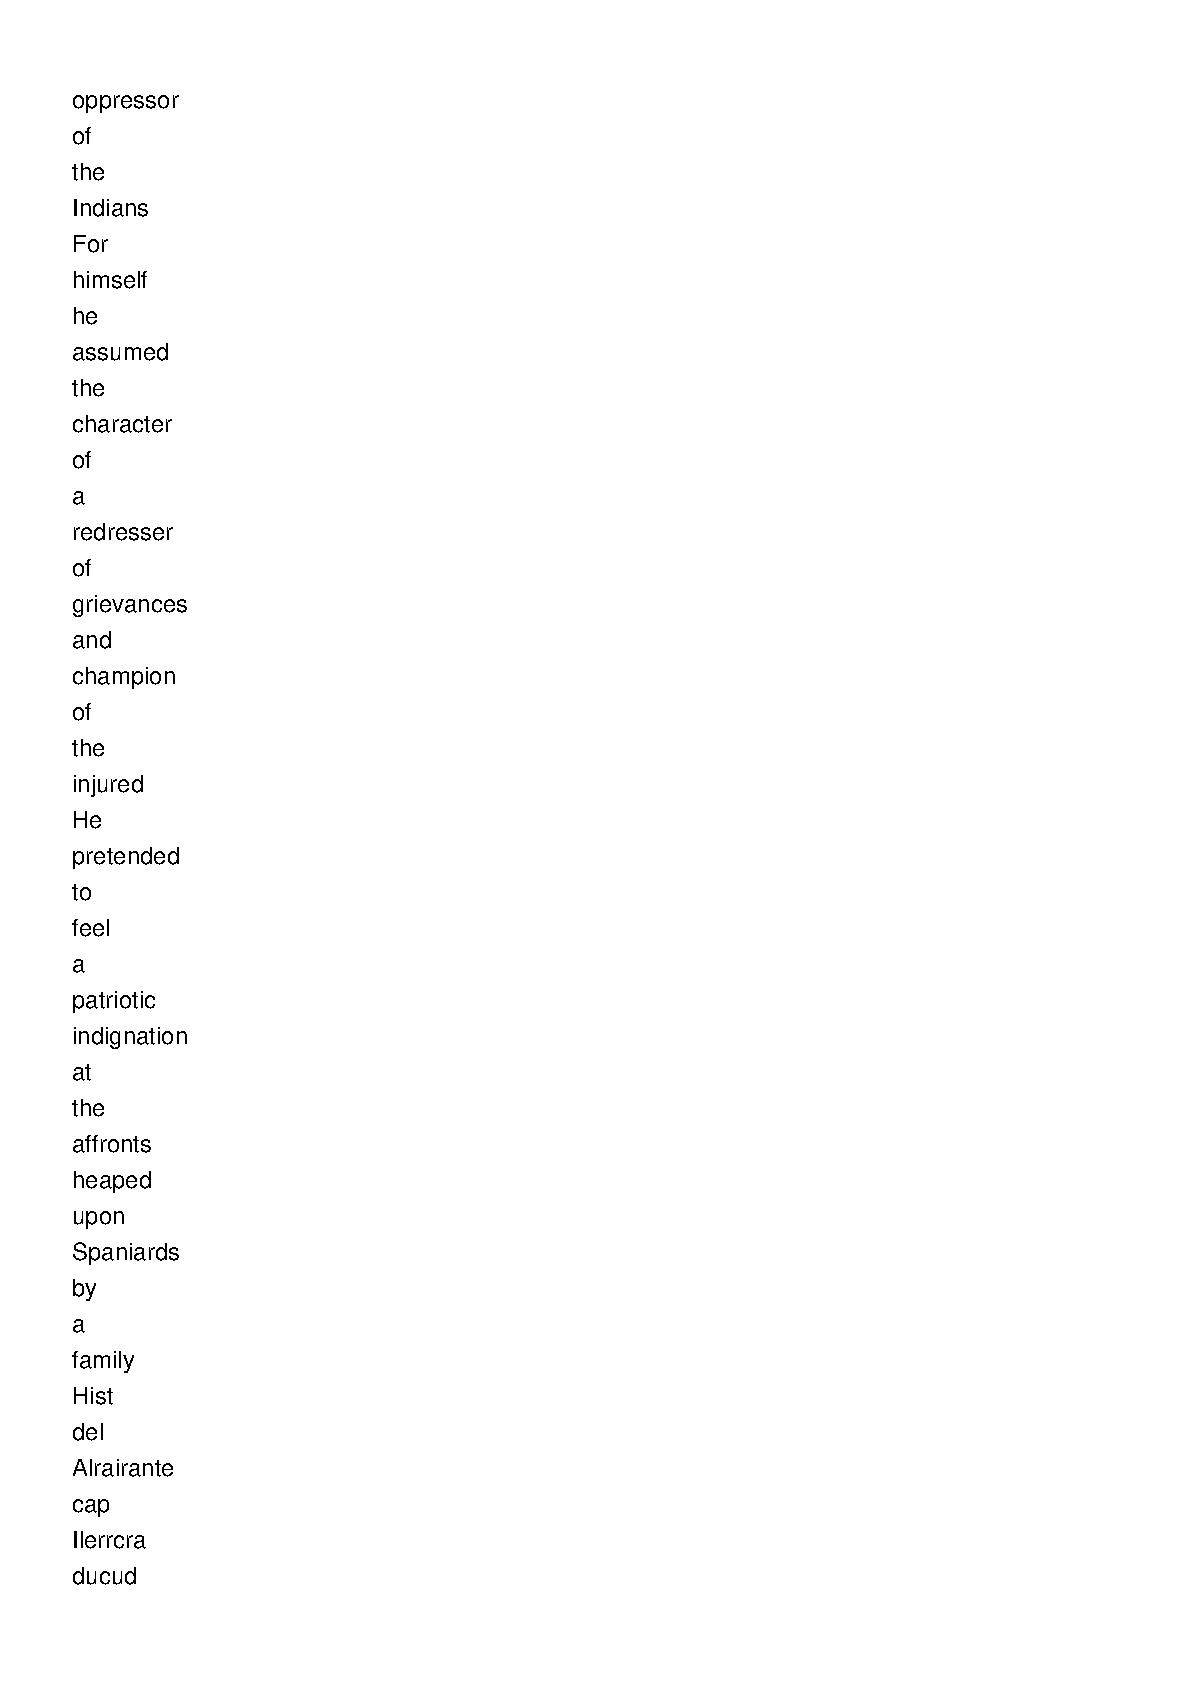 oppressor
of
the
Indians
For
himself
he
assumed
the
character
of
a
redresser
of
grievances
and
champion
of
the
injured
He
pretended
to
feel
a
patriotic
indignation
at
the
affronts
heaped
upon
Spaniards
by
a
family
Hist
del
Alrairante
cap
Ilerrcra
ducud